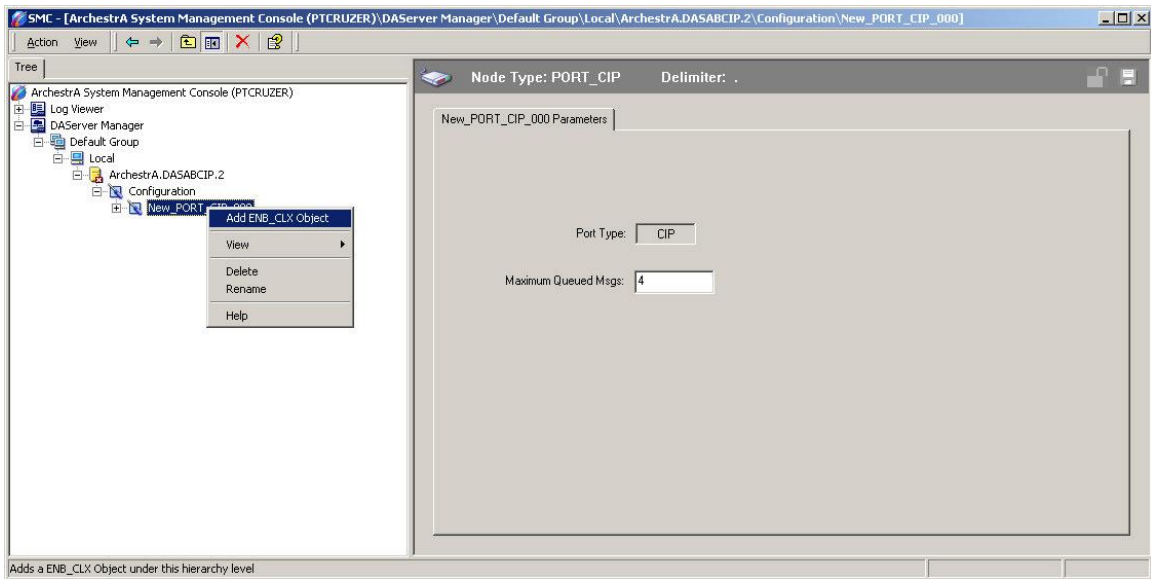 SMC - [ArchestrA System Management Console (PTCRUZER)\DAServer Manager\Default Group\Local\ArchestrA.DASABCIP.2\Configuration\New_PORT_CIP_000]
Action View
Tree
ArchestrA System Management Console (PTCRUZER)
Log Viewer
DAServer Manager
Default Group
Local
ArchestrA.DASABCIP.2
Configuration
New_PORT_CIP_000
Add ENB_CLX Object
View
Delete
Rename
Help
Node Type: PORT_CIP Delimiter: .
New_PORT_CIP_000 Parameters
Port Type: CIP
Maximum Queued Msgs: 4
Adds a ENB_CLX Object under this hierarchy level